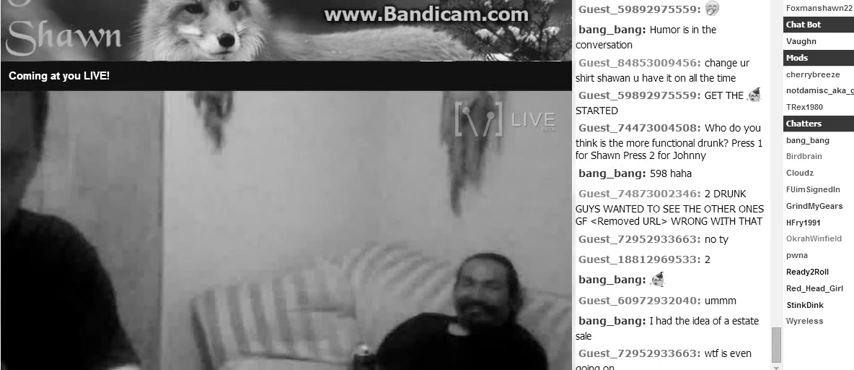 www.Bandicam.com
Shawn
Coming at you LIVE!
LIVE
Guest_59892975559:
bang_bang: Humor is in the
conversation
Guest_84853009456: change ur
shirt shawan u have it on all the time
Guest_59892975559: GET THE
STARTED
Guest_74473004508: Who do you
think is the more functional drunk? Press 1
for Shawn Press 2 for Johnny
bang_bang: 598 haha
Guest_74873002346: 2 DRUNK
GUYS WANTED TO SEE THE OTHER ONES
GF <Removed URL> WRONG WITH THAT
Guest_72952933663: no ty
Guest_18812969533: 2
bang_bang:
Guest_60972932040: ummm
bang_bang: I had the idea of a estate
sale
Guest_72952933663: wtf is even
going on
Foxmanshawn22
Chat Bot
Vaughn
Mods
cherrybreeze
notdamisc_aka_g
TRex1980
Chatters
bang_bang
Birdbrain
Cloudz
FUimSignedIn
GrindMyGears
HFry1991
OkrahWinfield
pwna
Ready2Roll
Red_Head_Girl
StinkDink
Wyreless